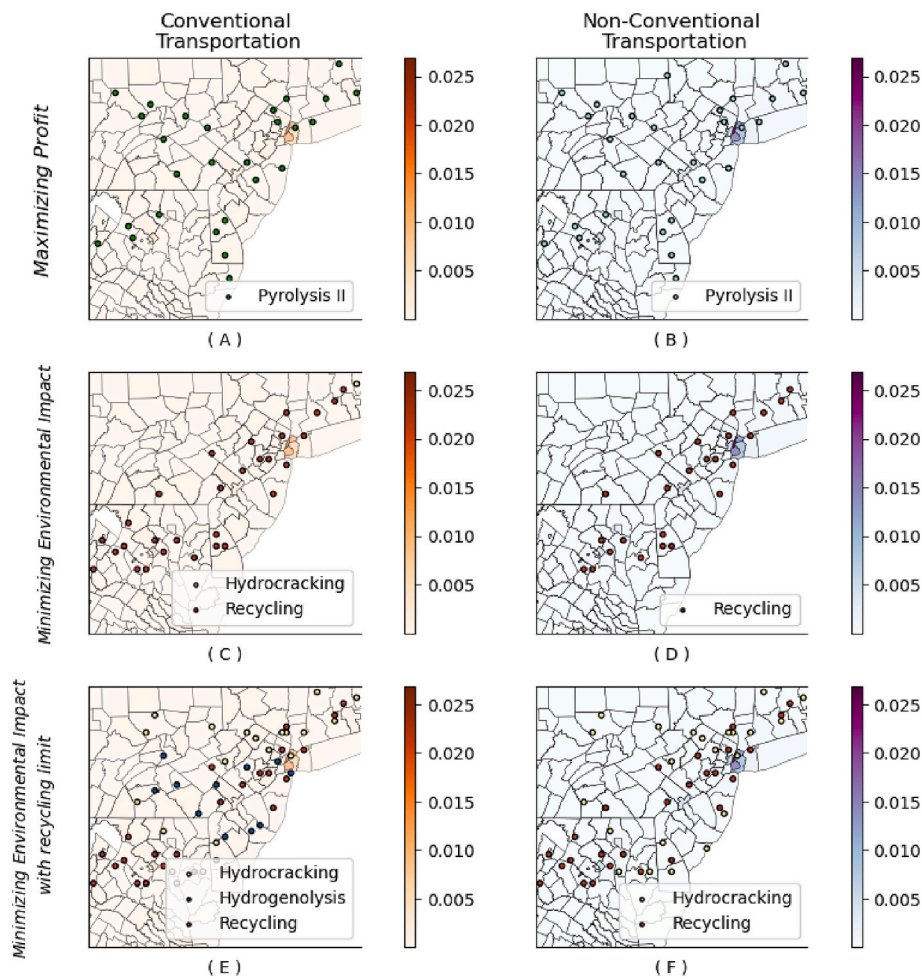 Conventional
Transportation
Non-Conventional
Transportation
Maximizing Profit
0.025
0.020
0.015
0.010
0.005
Pyrolysis II
( A )
0.025
0.020
0.015
0.010
0.005
Pyrolysis II
( B )
Minimizing Environmental Impact
0.025
0.020
0.015
0.010
0.005
Hydrocracking
Recycling
( C )
0.025
0.020
0.015
0.010
0.005
Recycling
( D )
Minimizing Environmental Impact
with recycling limit
0.025
0.020
0.015
0.010
0.005
Hydrocracking
Hydrogenolysis
Recycling
( E )
0.025
0.020
0.015
0.010
0.005
Hydrocracking
Recycling
( F )